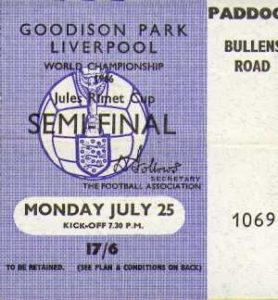 GOODISON PARK
LIVERPOOL
WORLD CHAMPIONSHIP
1966
Jules Rimet Cup
SEMI-FINAL
SECRETARY
THE FOOTBALL ASSOCIATION
MONDAY JULY 25
KICK-OFF 7.30 P.M.
17/6
TO BE RETAINED. (SEE PLAN & CONDITIONS ON BACK)
PADDOC
BULLENS
ROAD
1069